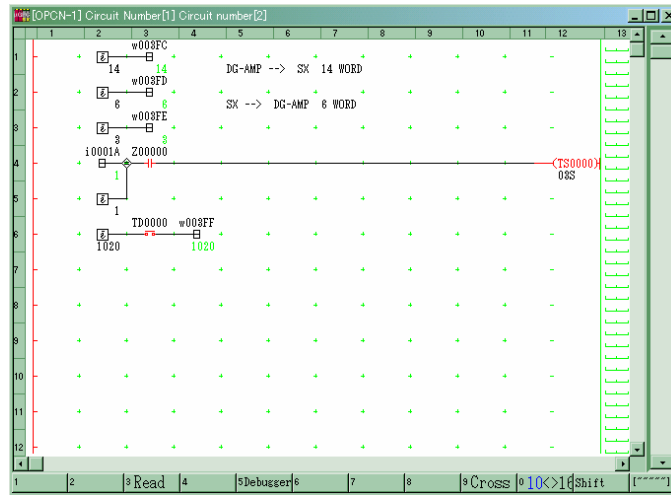 [OPCN-1] Circuit Number[1] Circuit number[2]
1 2 3 4 5 6 7 8 9 10 11 12 13
w003FC
1
14 14 DG-AMP --> SX 14 WORD
w003FD
2
6 6 SX --> DG-AMP 6 WORD
w003FE
3
3 3
i0001A Z00000
4 (TS0000)
1 03S
5
1
TD0000 w003FF
6
1020 1020
7
8
9
10
11
12
1 2 3 Read 4 5 Debugger 6 7 8 9 Cross 0 10<>16 Shift